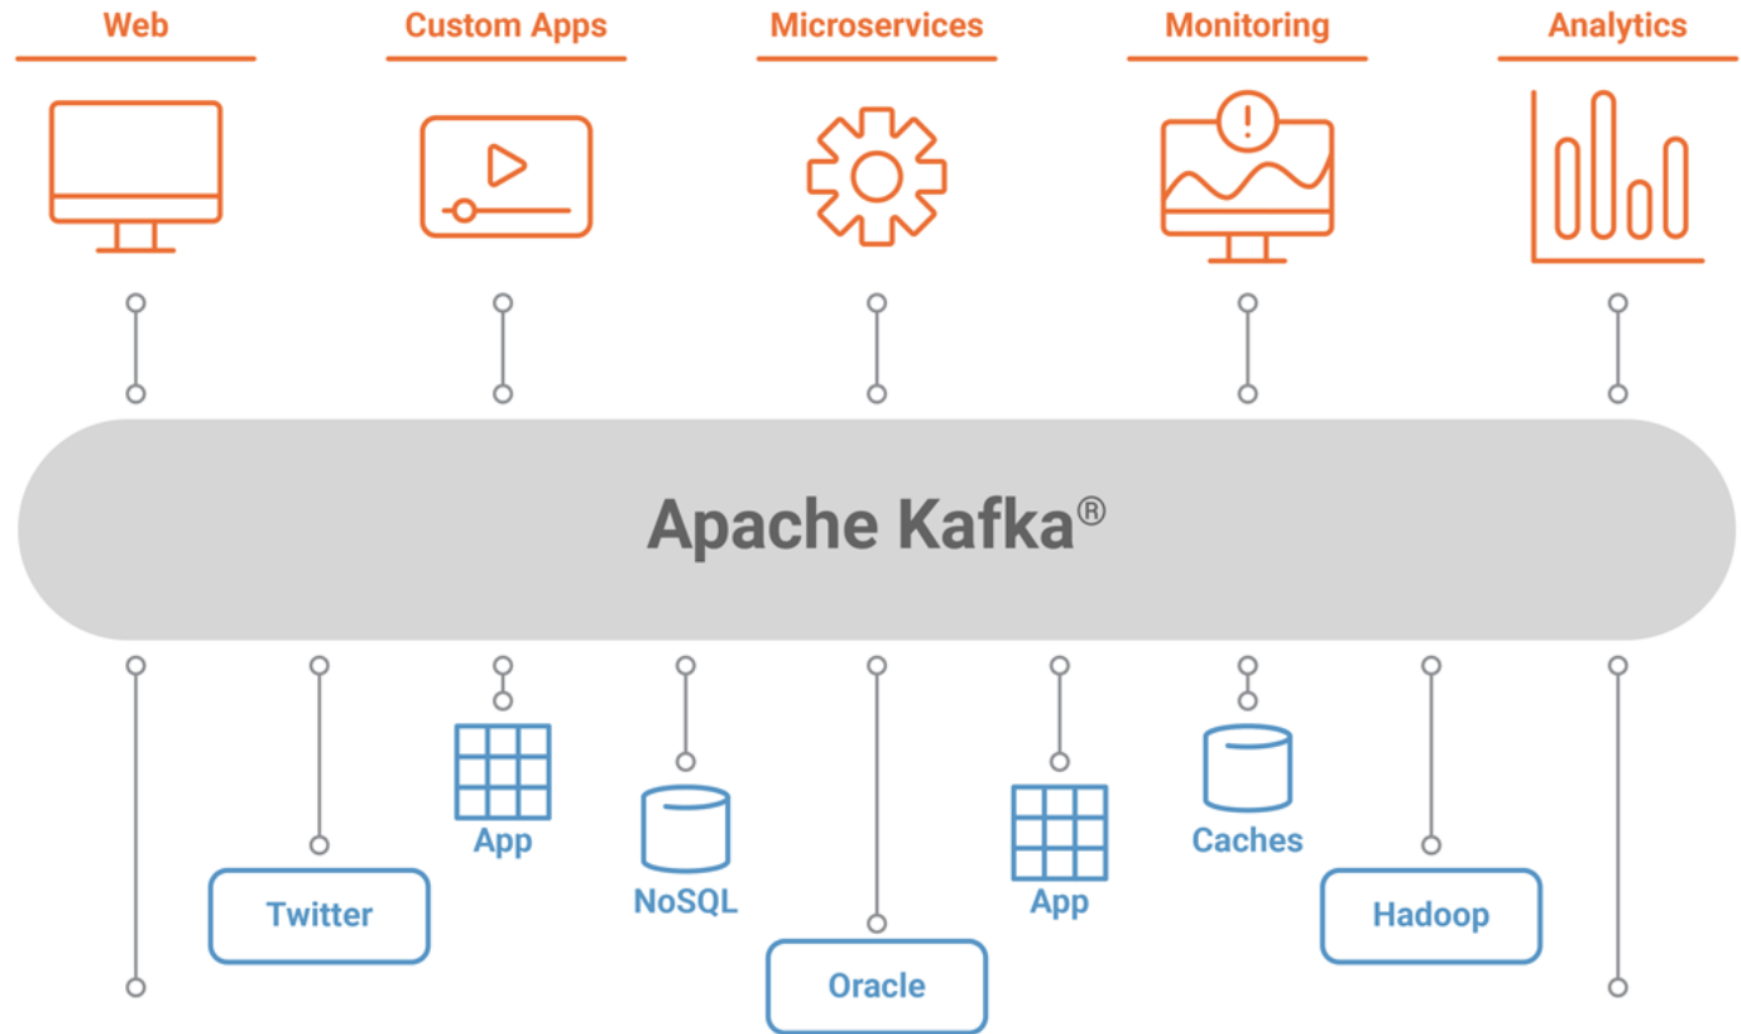 Web
Custom Apps
Microservices
Monitoring
Analytics
!
Apache Kafka®
App
Caches
NoSQL
App
Twitter
Hadoop
Oracle